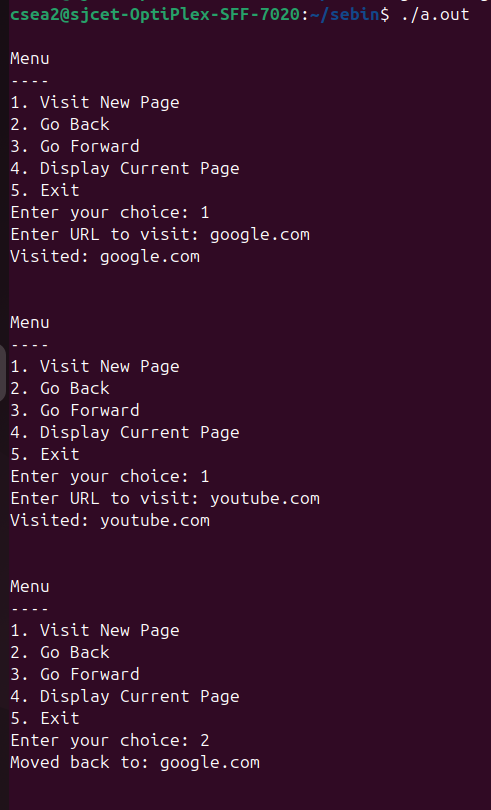 csea2@sjcet-OptiPlex-SFF-7020:~/sebin$ ./a.out
Menu
----
1. Visit New Page
2. Go Back
3. Go Forward
4. Display Current Page
5. Exit
Enter your choice: 1
Enter URL to visit: google.com
Visited: google.com
Menu
----
1. Visit New Page
2. Go Back
3. Go Forward
4. Display Current Page
5. Exit
Enter your choice: 1
Enter URL to visit: youtube.com
Visited: youtube.com
Menu
----
1. Visit New Page
2. Go Back
3. Go Forward
4. Display Current Page
5. Exit
Enter your choice: 2
Moved back to: google.com